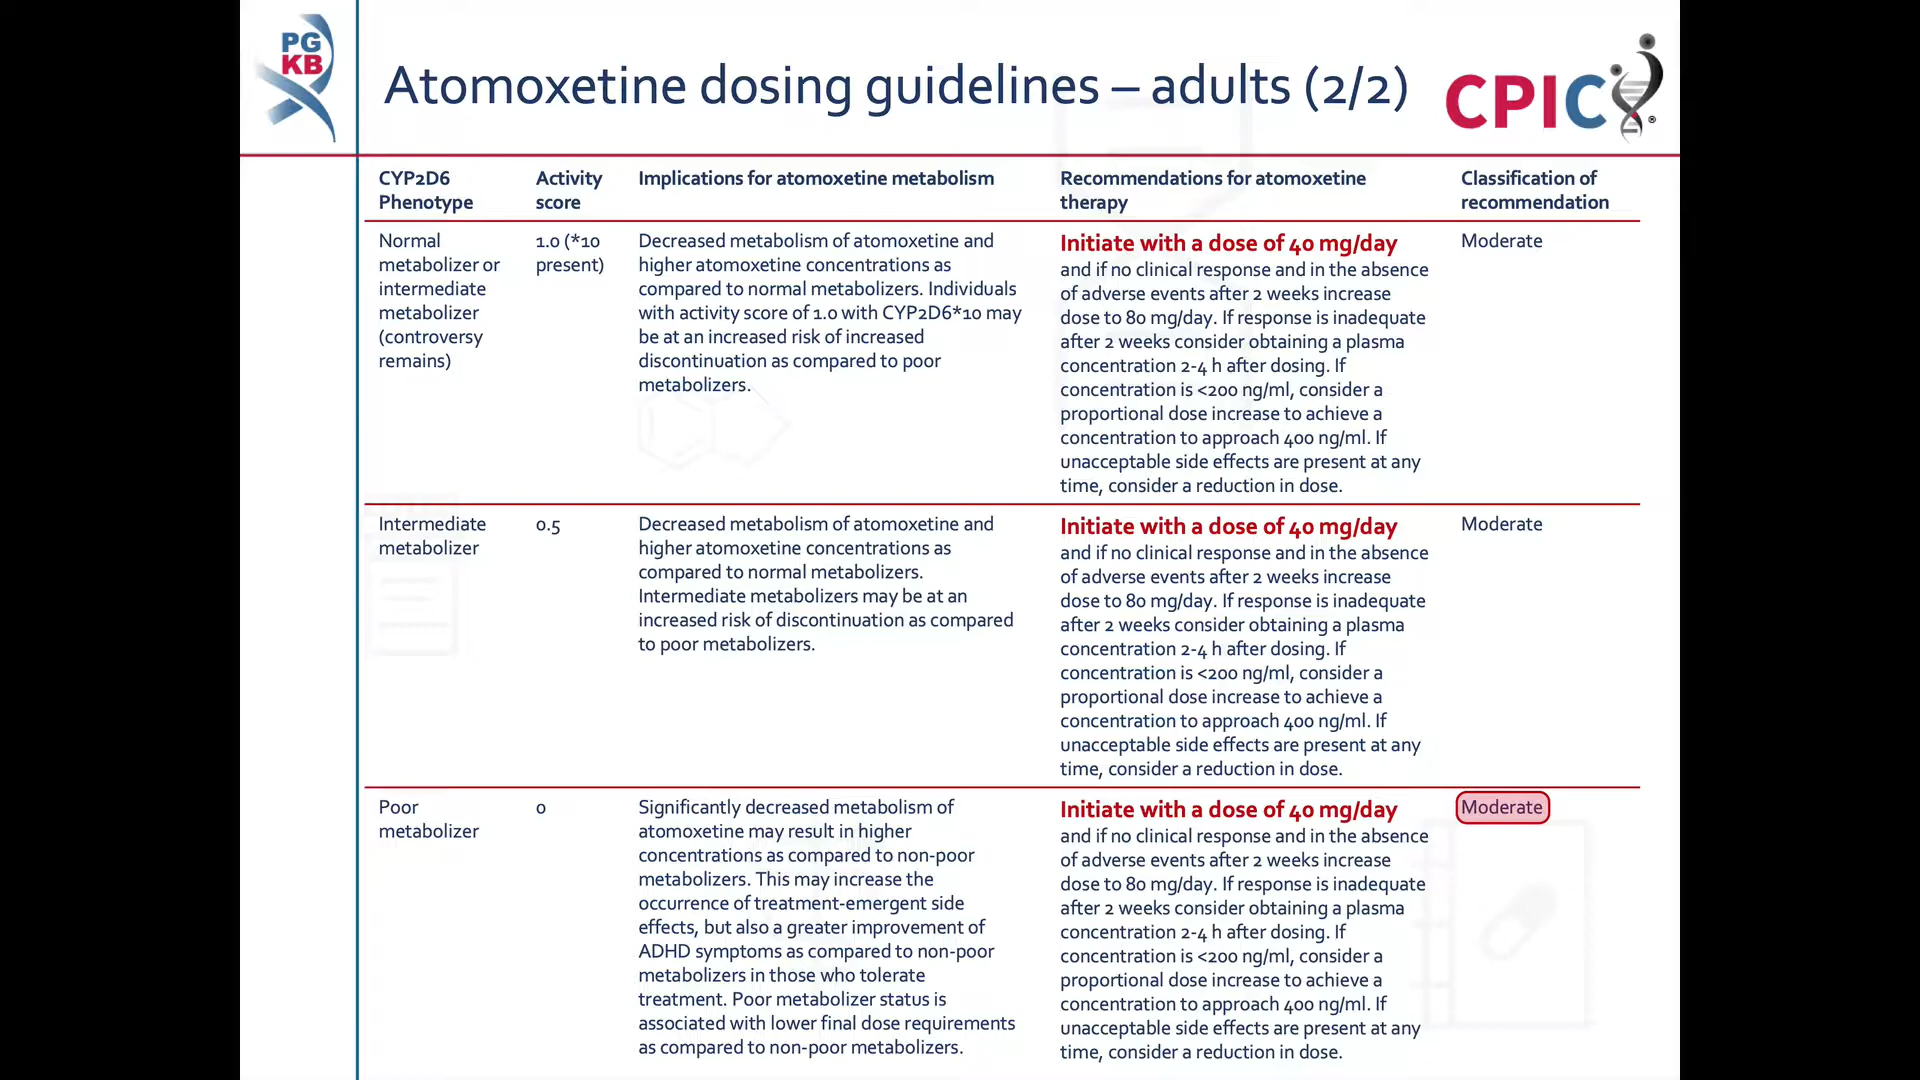 PG
KB
Atomoxetine dosing guidelines – adults (2/2)
CPIC®
CYP2D6
Phenotype
Activity
score
Implications for atomoxetine metabolism
Recommendations for atomoxetine
therapy
Classification of
recommendation
Normal
metabolizer or
intermediate
metabolizer
(controversy
remains)
1.0 (*10
present)
Decreased metabolism of atomoxetine and
higher atomoxetine concentrations as
compared to normal metabolizers. Individuals
with activity score of 1.0 with CYP2D6*10 may
be at an increased risk of increased
discontinuation as compared to poor
metabolizers.
Initiate with a dose of 40 mg/day
and if no clinical response and in the absence
of adverse events after 2 weeks increase
dose to 80 mg/day. If response is inadequate
after 2 weeks consider obtaining a plasma
concentration 2-4 h after dosing. If
concentration is <200 ng/ml, consider a
proportional dose increase to achieve a
concentration to approach 400 ng/ml. If
unacceptable side effects are present at any
time, consider a reduction in dose.
Moderate
Intermediate
metabolizer
0.5
Decreased metabolism of atomoxetine and
higher atomoxetine concentrations as
compared to normal metabolizers.
Intermediate metabolizers may be at an
increased risk of discontinuation as compared
to poor metabolizers.
Initiate with a dose of 40 mg/day
and if no clinical response and in the absence
of adverse events after 2 weeks increase
dose to 80 mg/day. If response is inadequate
after 2 weeks consider obtaining a plasma
concentration 2-4 h after dosing. If
concentration is <200 ng/ml, consider a
proportional dose increase to achieve a
concentration to approach 400 ng/ml. If
unacceptable side effects are present at any
time, consider a reduction in dose.
Moderate
Poor
metabolizer
0
Significantly decreased metabolism of
atomoxetine may result in higher
concentrations as compared to non-poor
metabolizers. This may increase the
occurrence of treatment-emergent side
effects, but also a greater improvement of
ADHD symptoms as compared to non-poor
metabolizers in those who tolerate
treatment. Poor metabolizer status is
associated with lower final dose requirements
as compared to non-poor metabolizers.
Initiate with a dose of 40 mg/day
and if no clinical response and in the absence
of adverse events after 2 weeks increase
dose to 80 mg/day. If response is inadequate
after 2 weeks consider obtaining a plasma
concentration 2-4 h after dosing. If
concentration is <200 ng/ml, consider a
proportional dose increase to achieve a
concentration to approach 400 ng/ml. If
unacceptable side effects are present at any
time, consider a reduction in dose.
Moderate